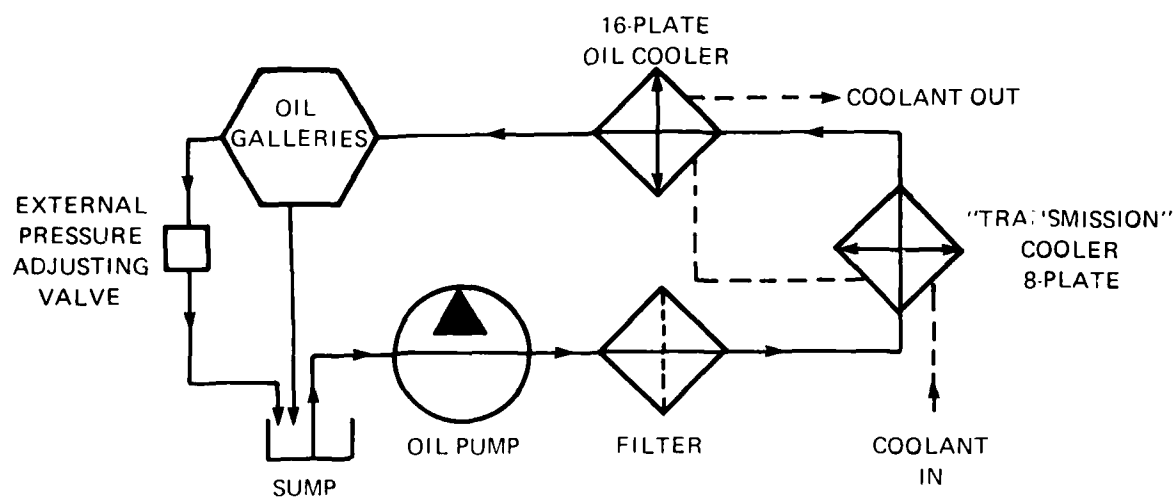 16-PLATE
OIL COOLER
COOLANT OUT
OIL
GALLERIES
EXTERNAL
PRESSURE
ADJUSTING
VALVE
"TRANSMISSION"
COOLER
8-PLATE
OIL PUMP
FILTER
COOLANT
IN
SUMP